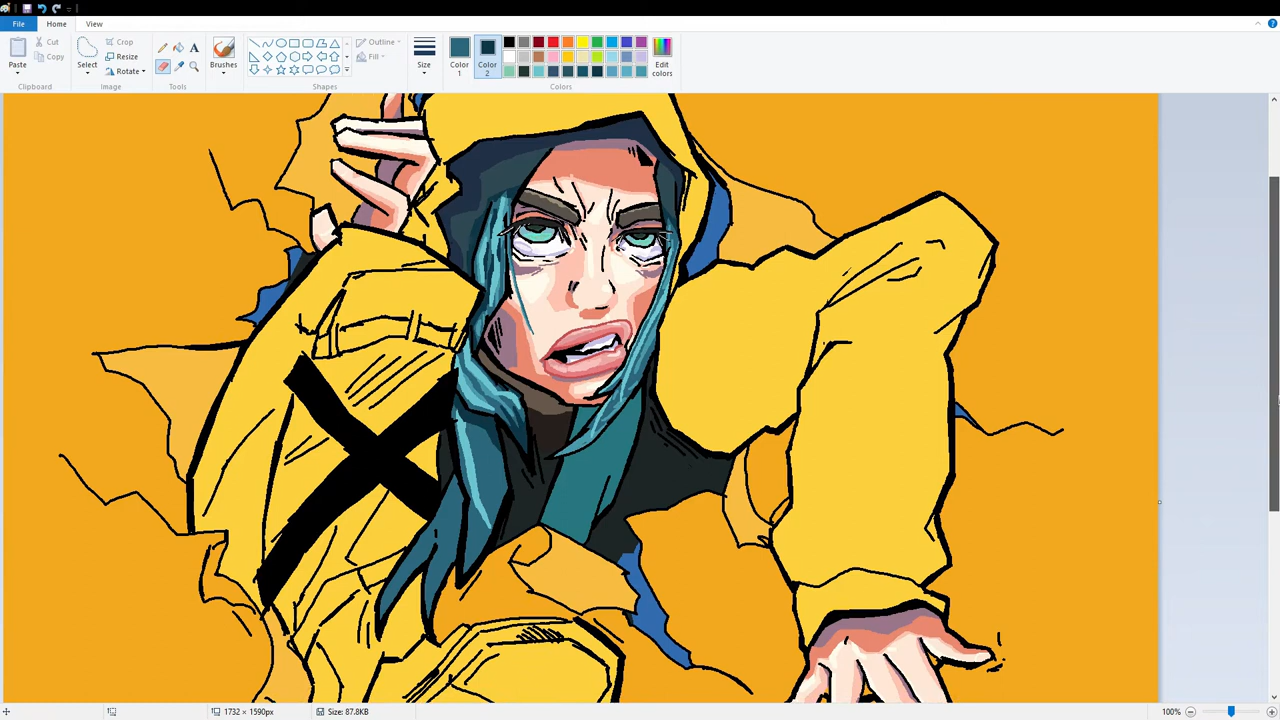 File Home View
Cut Crop Outline
Copy Resize Fill
Paste Select Rotate Brushes Size Color 1 Color 2 Edit colors
A
Clipboard Image Tools Shapes Colors
1732 × 1590px Size: 87.8KB 100%